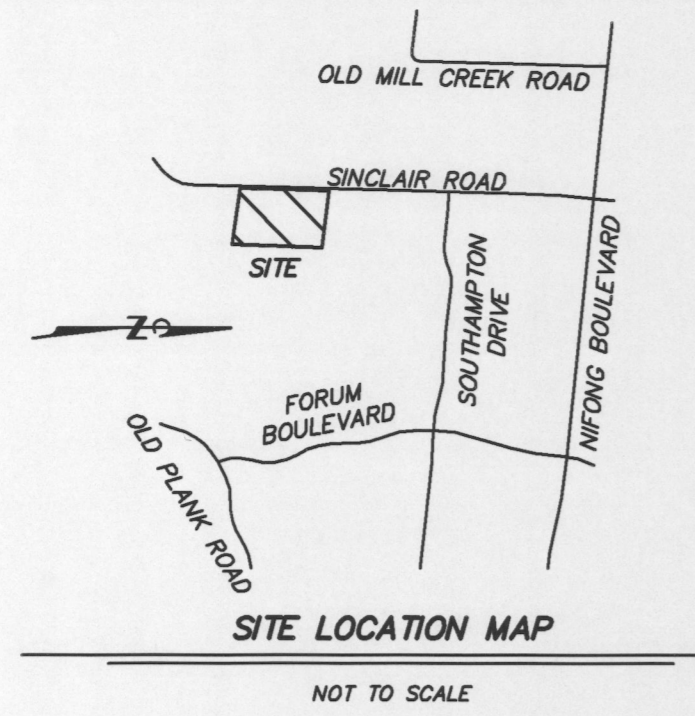 OLD MILL CREEK ROAD
SINCLAIR ROAD
SITE
SOUTHAMPTON
DRIVE
NIFONG BOULEVARD
N
FORUM
BOULEVARD
OLD PLANK ROAD
SITE LOCATION MAP
NOT TO SCALE